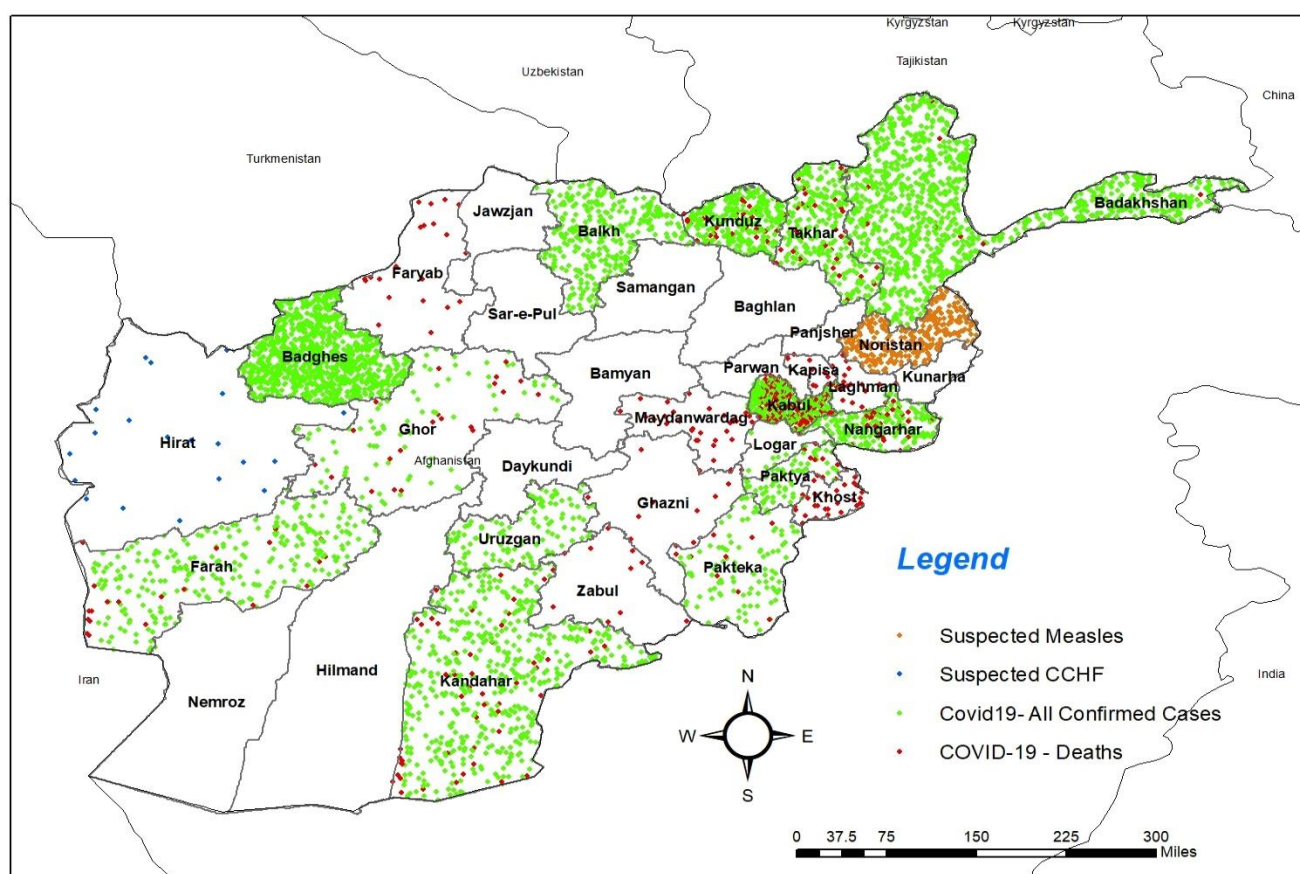 Kyrgyzstan
Kyrgyzstan
Uzbekistan
Tajikistan
China
Turkmenistan
Jawzjan
Balkh
Kunduz
Takhar
Badakhshan
Faryab
Samangan
Sar-e-Pul
Baghlan
Badghes
Panjsher
Noristan
Bamyan
Parwan
Kapisa
Kunarha
Laghman
Kabul
Hirat
Ghor
Maydanwardag
Nangarhar
Afghanistan
Daykundi
Logar
Paktya
Khost
Ghazni
Uruzgan
Farah
Pakteka
Zabul
Kandahar
Hilmand
Nemroz
Iran
India
Legend
Suspected Measles
Suspected CCHF
Covid19- All Confirmed Cases
COVID-19 - Deaths
N
W E
S
0 37.5 75 150 225 300
Miles